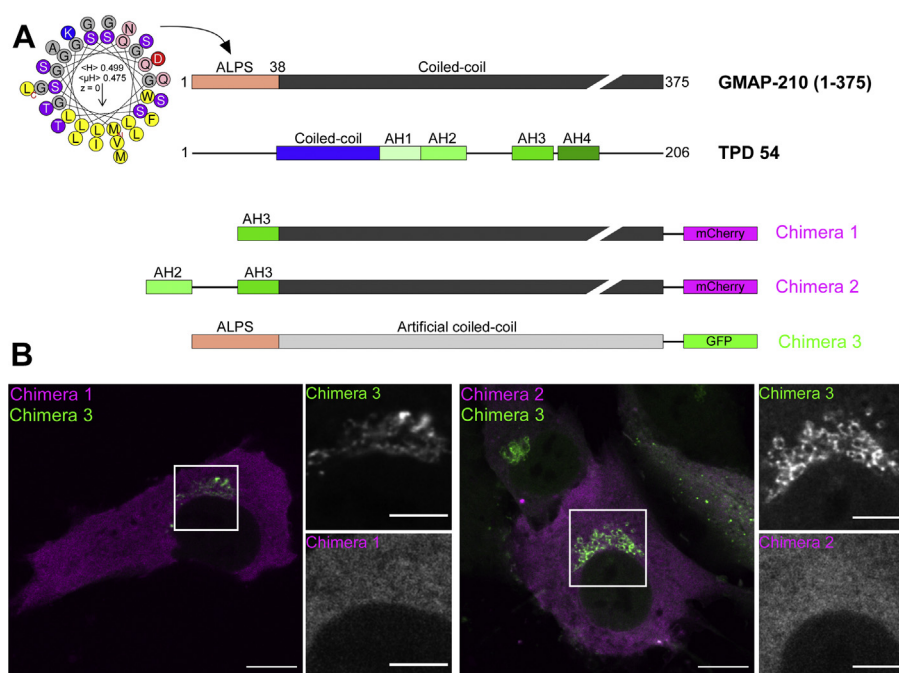 A
ALPS 38 Coiled-coil
1 375 GMAP-210 (1-375)
<H> 0.499
<µH> 0.475
z = 0
Coiled-coil AH1 AH2 AH3 AH4
1 206 TPD 54
AH3
mCherry Chimera 1
AH2 AH3
mCherry Chimera 2
ALPS Artificial coiled-coil
GFP Chimera 3
B
Chimera 1
Chimera 3
Chimera 3
Chimera 1
Chimera 2
Chimera 3
Chimera 3
Chimera 2